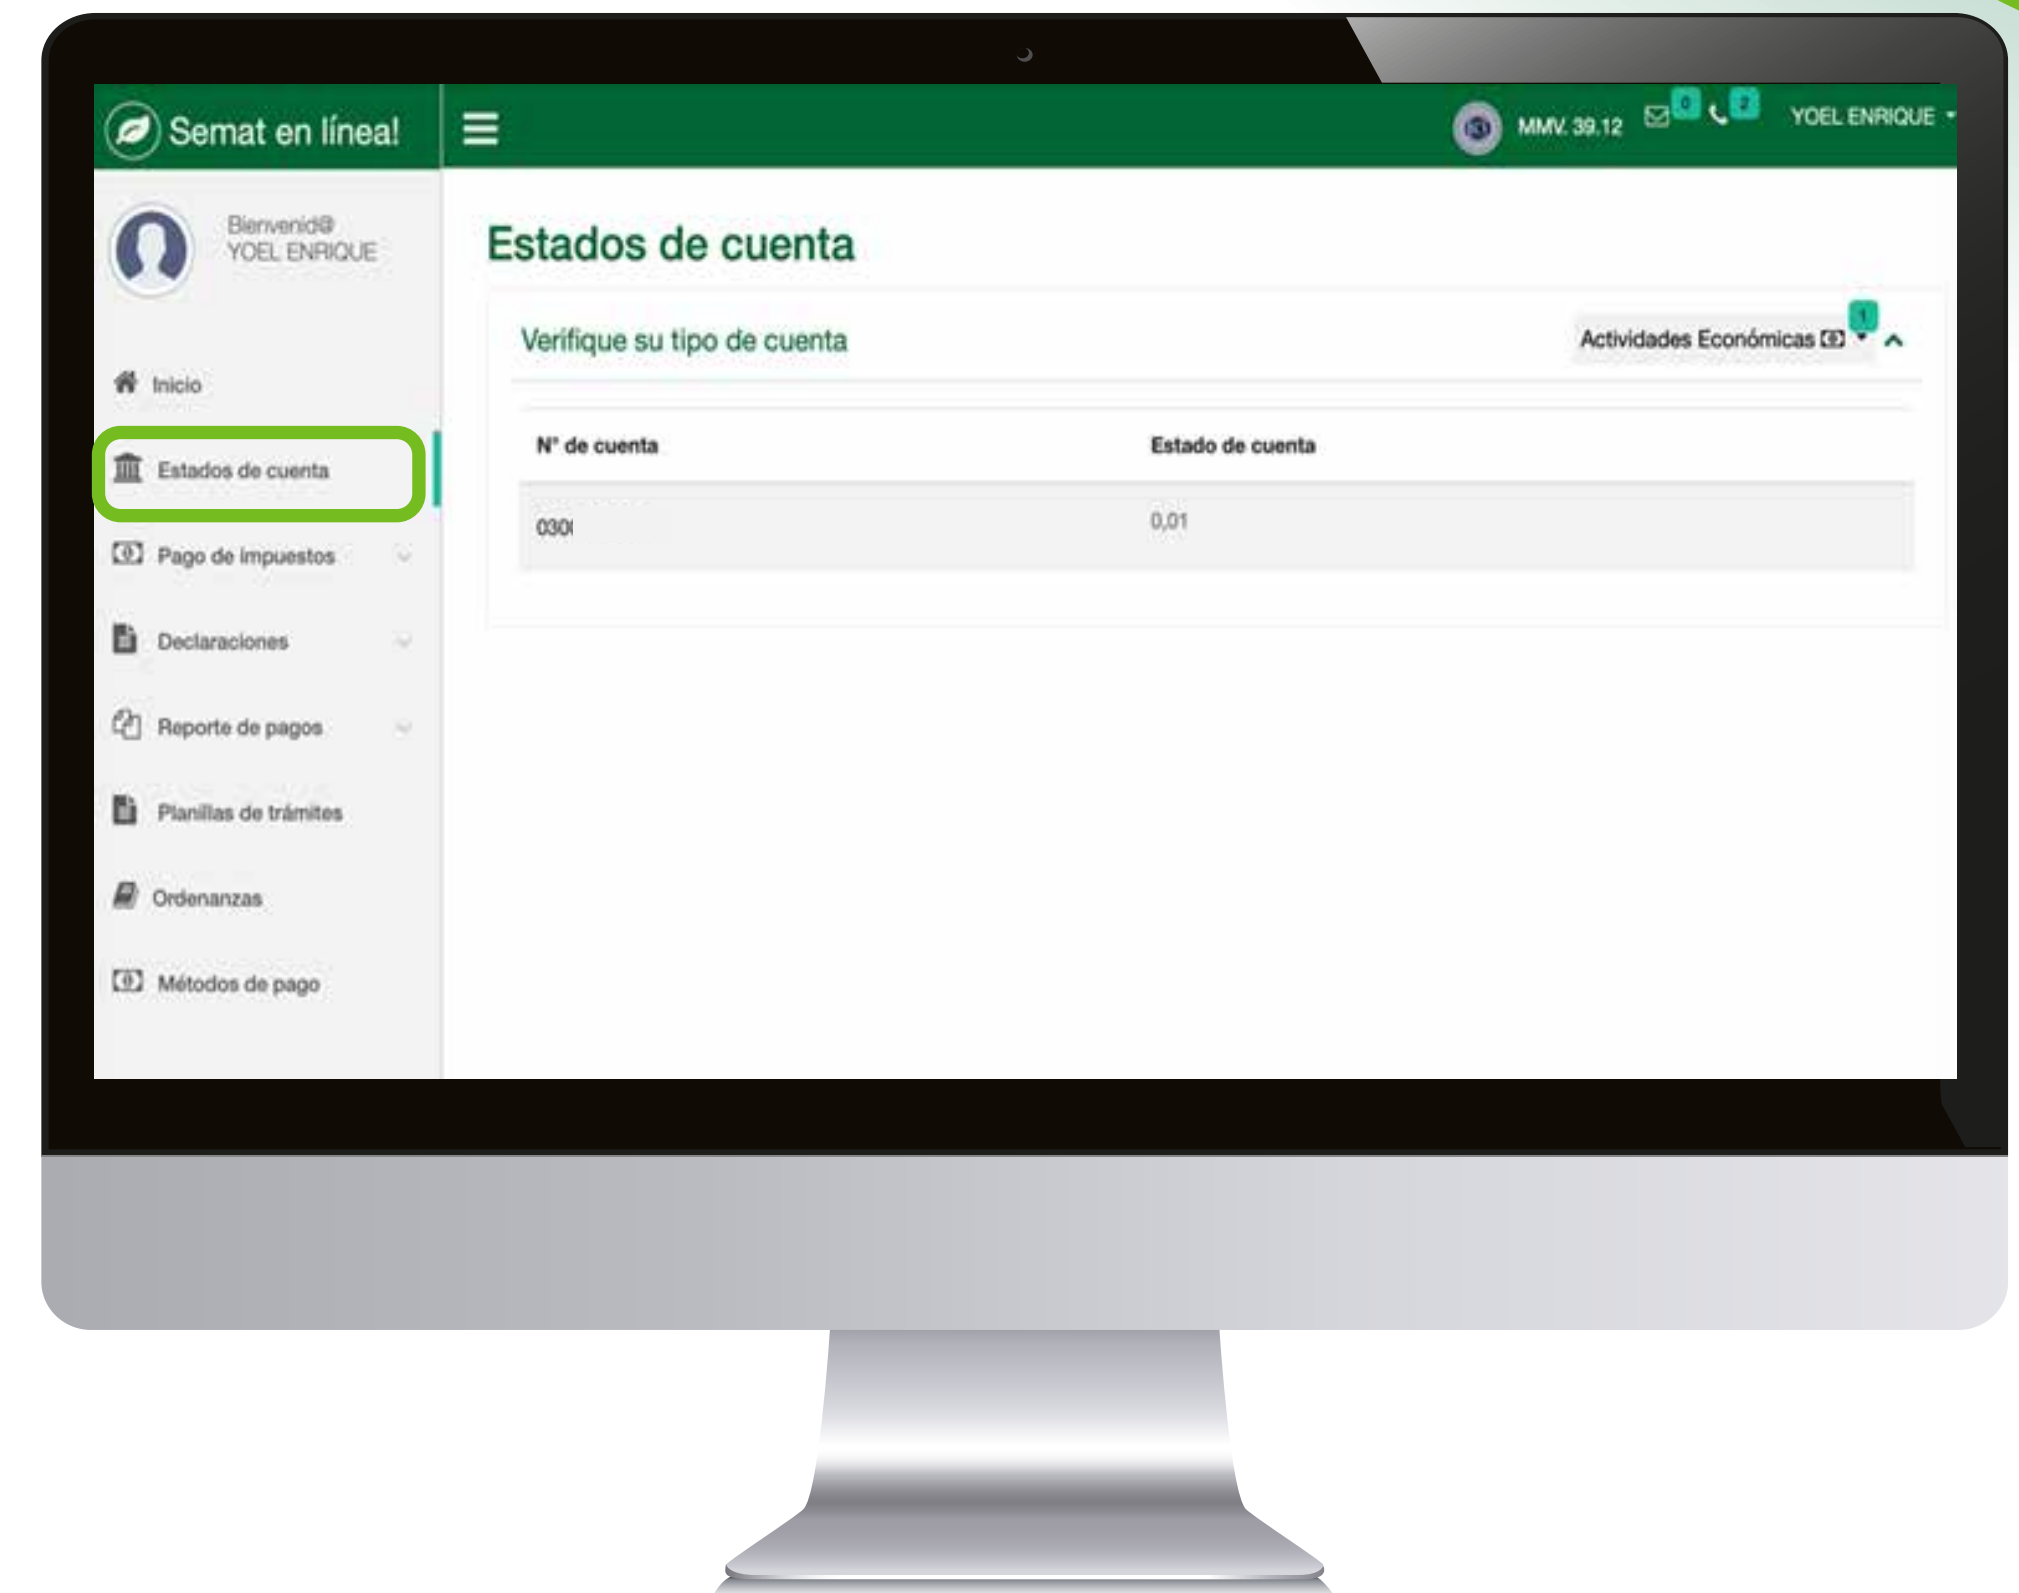 Semat en línea!
MMV. 39.12
0
2
YOEL ENRIQUE
Bienvenid@
YOEL ENRIQUE
Inicio
Estados de cuenta
Pago de impuestos
Declaraciones
Reporte de pagos
Planillas de trámites
Ordenanzas
Métodos de pago
Estados de cuenta
Verifique su tipo de cuenta
Actividades Económicas
1
N° de cuenta
Estado de cuenta
0300
0,01